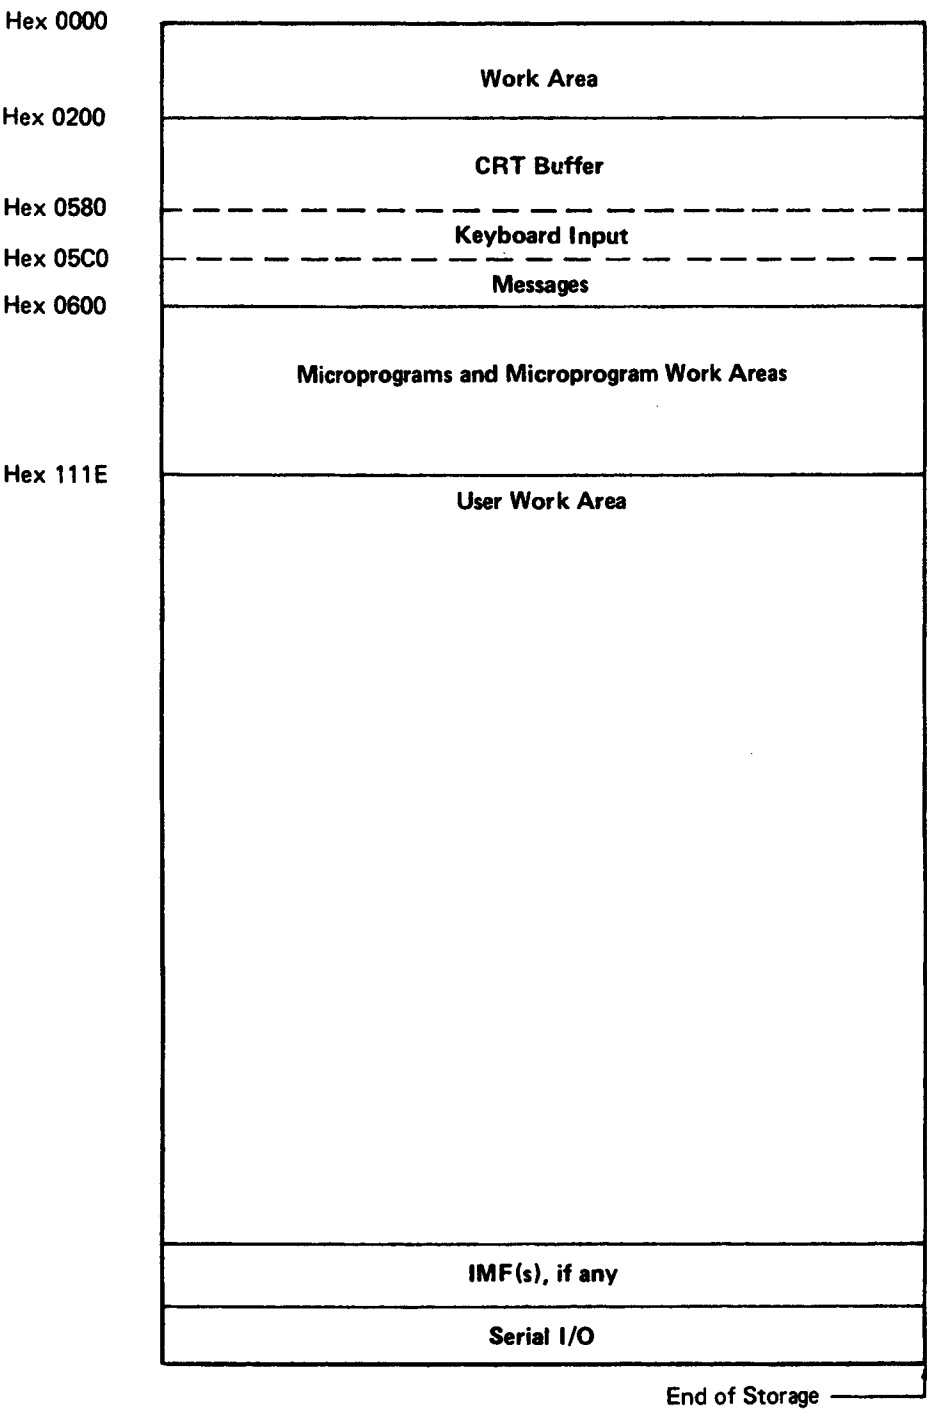 Hex 0000
Work Area
Hex 0200
CRT Buffer
Hex 0580
Keyboard Input
Hex 05C0
Messages
Hex 0600
Microprograms and Microprogram Work Areas
Hex 111E
User Work Area
IMF(s), if any
Serial I/O
End of Storage